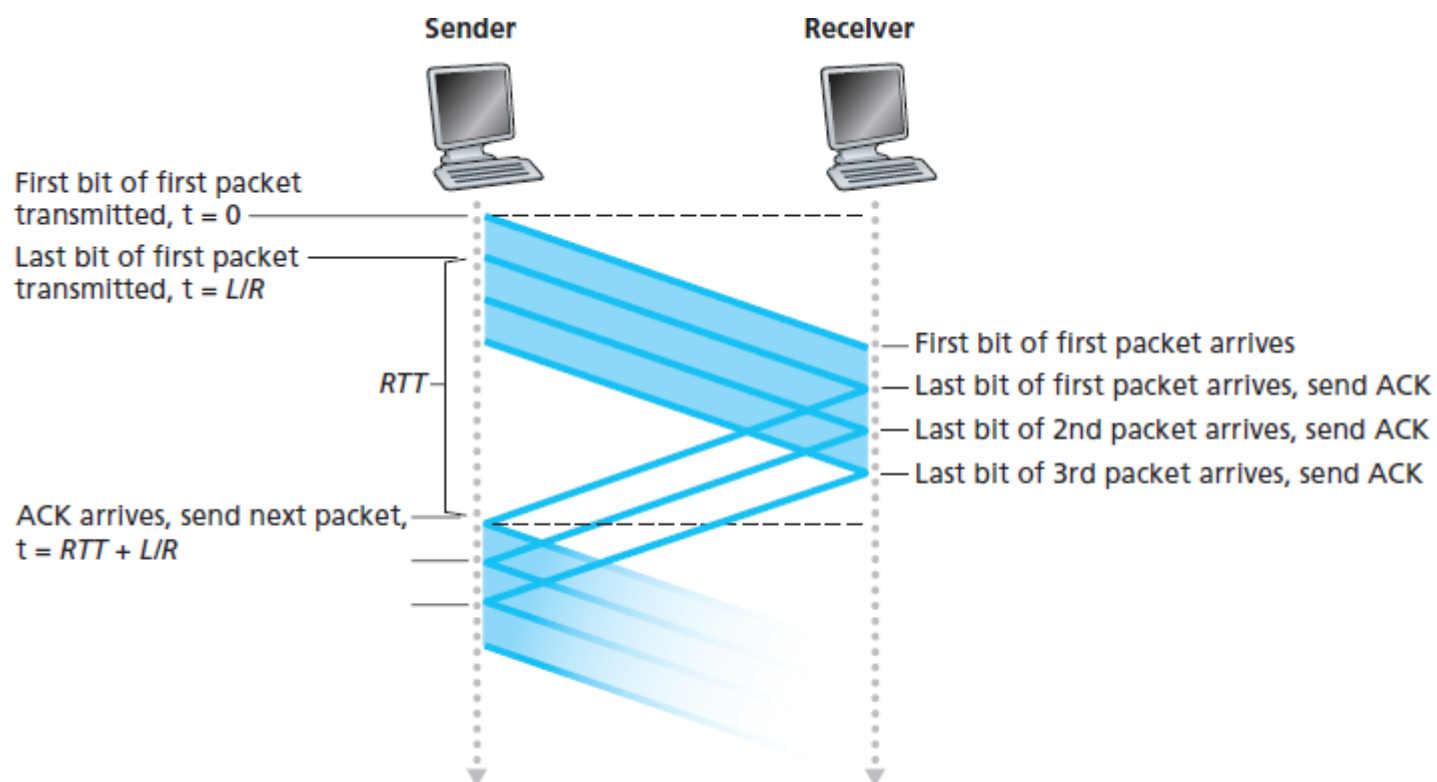 Sender
Recelver
First bit of first packet
transmitted, t = 0
Last bit of first packet
transmitted, t = L/R
First bit of first packet arrives
RTT
Last bit of first packet arrives, send ACK
Last bit of 2nd packet arrives, send ACK
Last bit of 3rd packet arrives, send ACK
ACK arrives, send next packet,
t = RTT + L/R